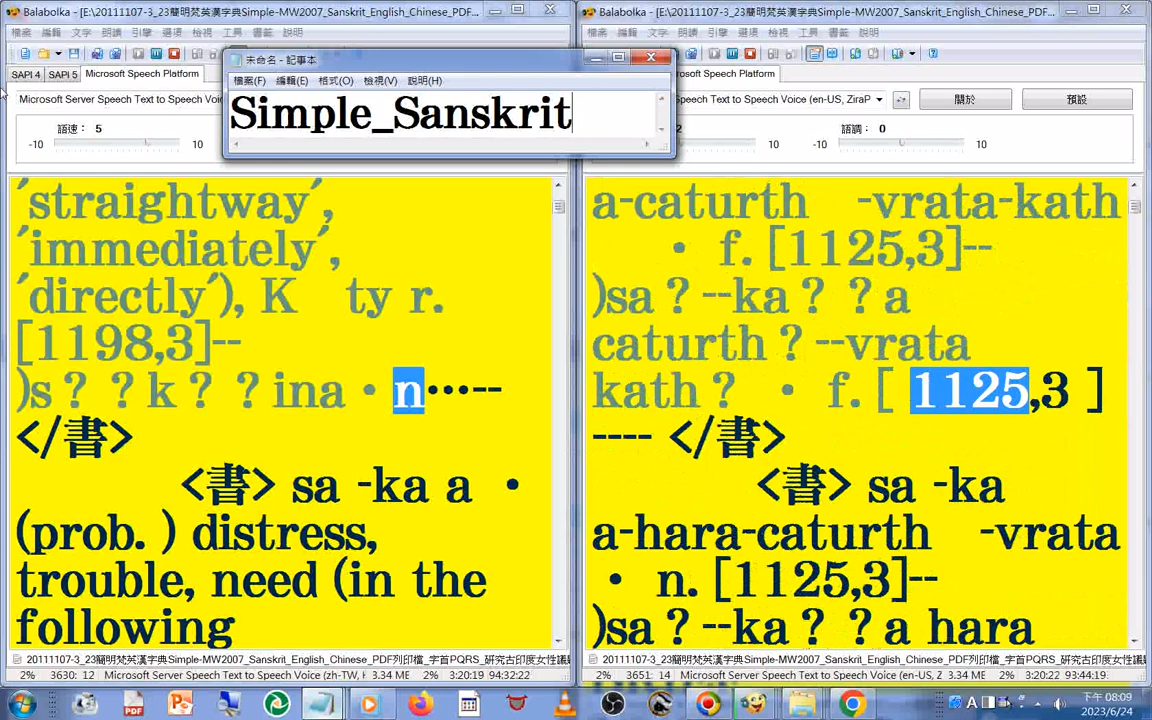 Balabolka - [E:\20111107-3_23簡明梵英漢字典Simple-MW2007_Sanskrit_English_Chinese_PDF...
檔案 編輯 文字 朗讀 引擎 選項 檢視 書籤 說明
SAPI 4 SAPI 5 Microsoft Speech Platform
Microsoft Server Speech Text to Speech Voi
語速： 5
-10 10
'straightway',
'immediately',
'directly'), K ty r.
[1198,3]--
)s？？k？？ina • n•••--
</書>
<書> sa -ka a •
(prob. ) distress,
trouble, need (in the
following
20111107-3_23簡明梵英漢字典Simple-MW2007_Sanskrit_English_Chinese_PDF列印檔_字首PQRS_研究古印度女性議
2% 3630: 12 Microsoft Server Speech Text to Speech Voice (zh-TW, H 3.34 ME 2% 3:20:19 94:32:22
未命名 - 記事本
檔案(F) 編輯(E) 格式(O) 檢視(V) 說明(H)
Simple_Sanskrit
Balabolka - [E:\20111107-3_23簡明梵英漢字典Simple-MW2007_Sanskrit_English_Chinese_PDF...
檔案 編輯 文字 朗讀 引擎 選項 檢視 書籤 說明
Speech Platform
Microsoft Server Speech Text to Speech Voice (en-US, ZiraP
關於 預設
2 語調： 0
10 -10 10
a-caturth -vrata-kath
• f. [1125,3]--
)sa？--ka？？a
caturth？--vrata
kath？ • f. [ 1125,3 ]
---- </書>
<書> sa -ka
a-hara-caturth -vrata
• n. [1125,3]--
)sa？--ka？？a hara
20111107-3_23簡明梵英漢字典Simple-MW2007_Sanskrit_English_Chinese_PDF列印檔_字首PQRS_研究古印度女性議
2% 3651: 14 Microsoft Server Speech Text to Speech Voice (en-US, Z 3.34 ME 2% 3:20:22 93:44:19
下午 08:09
2023/6/24